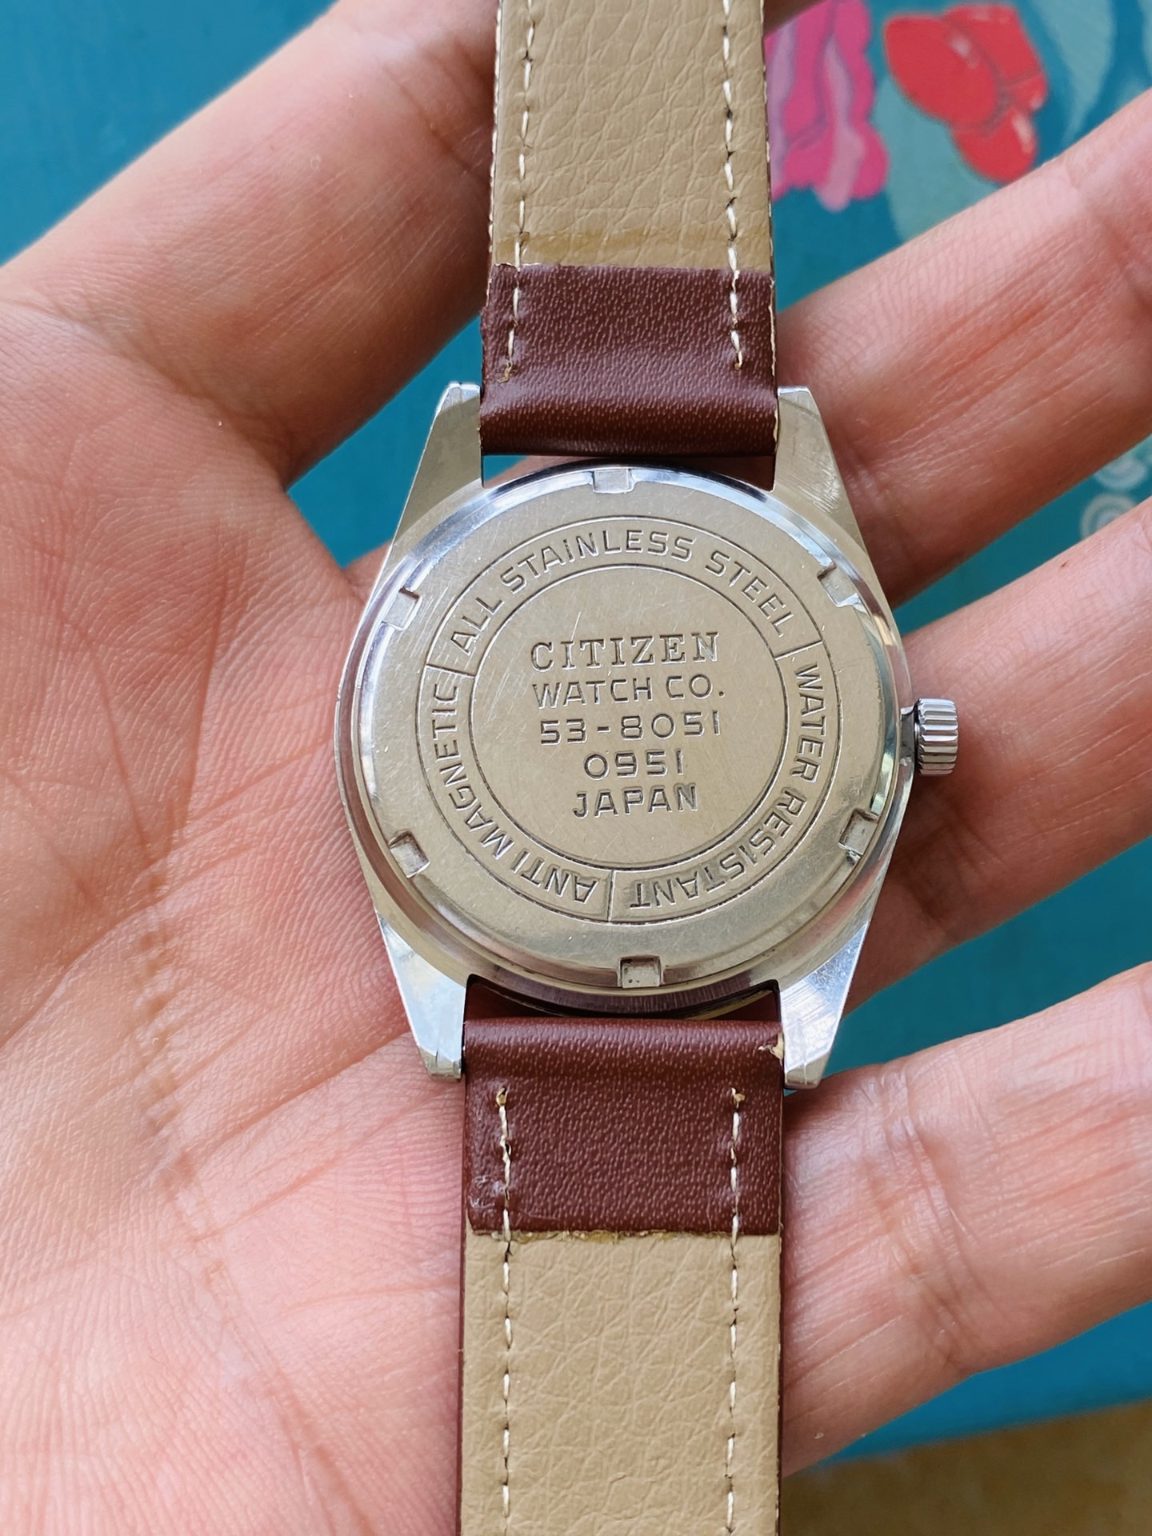 ALL STAINLESS STEEL
WATER RESISTANT
ANTI MAGNETIC
CITIZEN
WATCH CO.
53-8051
0951
JAPAN